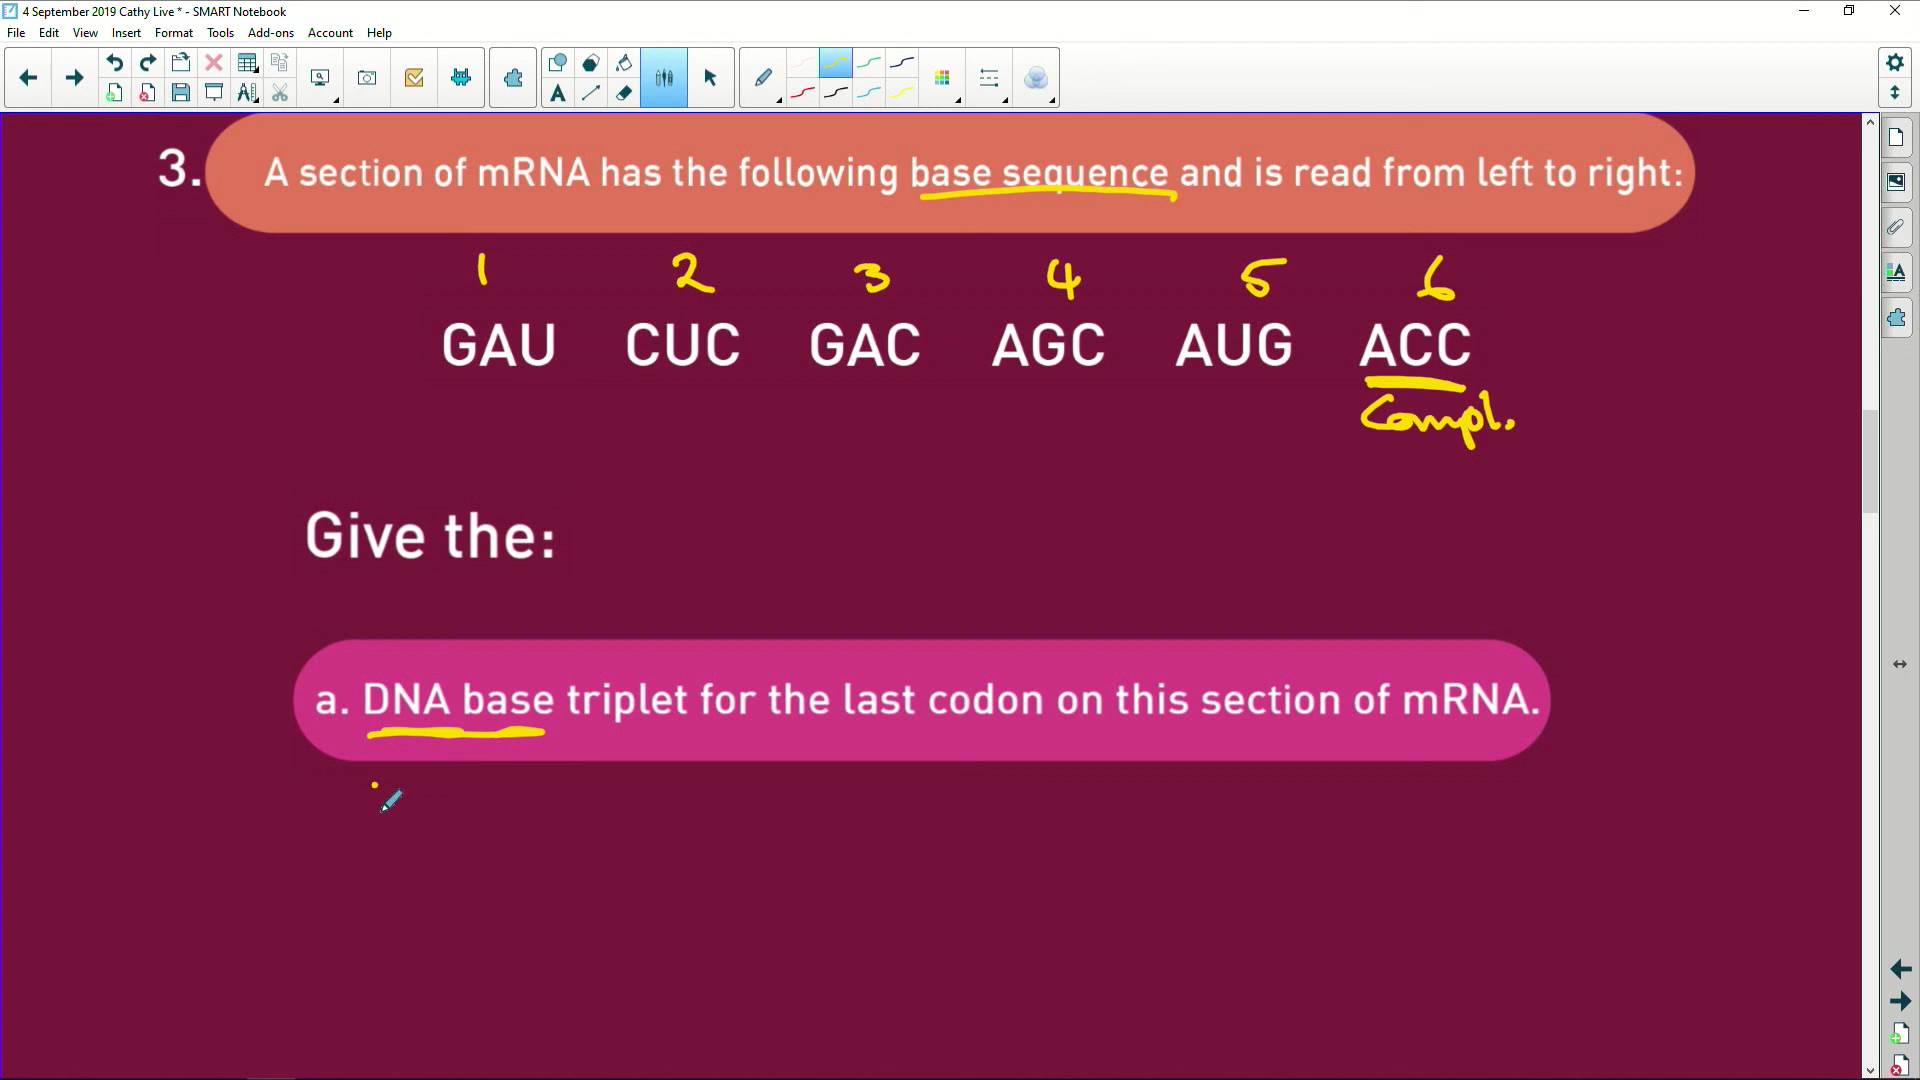 4 September 2019 Cathy Live * - SMART Notebook
File Edit View Insert Format Tools Add-ons Account Help
3. A section of mRNA has the following base sequence and is read from left to right:
1 2 3 4 5 6
GAU CUC GAC AGC AUG ACC
Compl.
Give the:
a. DNA base triplet for the last codon on this section of mRNA.